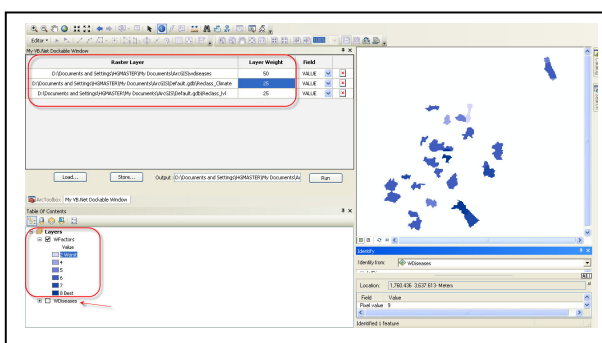 Editor
My VB.Net Dockable Window
Raster Layer Layer Weight Field
D:\Documents and Settings\HGMASTER\My Documents\ArcGIS\wdiseases 50 VALUE
D:\Documents and Settings\HGMASTER\My Documents\ArcGIS\Default.gdb\Reclass_Climate 25 VALUE
D:\Documents and Settings\HGMASTER\My Documents\ArcGIS\Default.gdb\Reclass_lvl 25 VALUE
Load... Store... Output D:\Documents and Settings\HGMASTER\My Documents\Ar Run
ArcToolbox My VB.Net Dockable Window
Table Of Contents
Layers
WFactors
Value
3 Worst
4
5
6
7
8 Best
WDiseases
Identify
Identify from: WDiseases
Location: 1,760.436 3,637.613 Meters
Field Value
Pixel value 9
Identified 1 feature